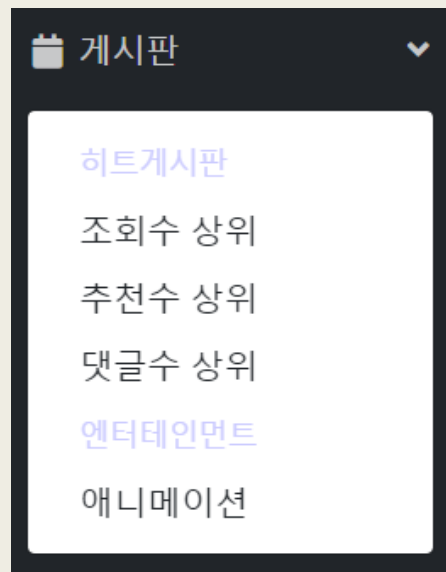 게시판
히트게시판
조회수 상위
추천수 상위
댓글수 상위
엔터테인먼트
애니메이션